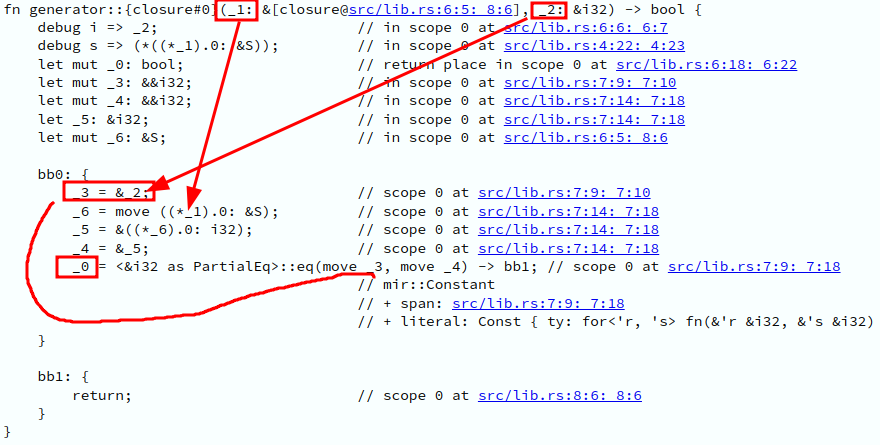 fn generator::{closure#0}(_1: &[closure@src/lib.rs:6:5: 8:6], _2: &i32) -> bool {
    debug i => _2;                       // in scope 0 at src/lib.rs:6:6: 6:7
    debug s => (*((*_1).0: &S));         // in scope 0 at src/lib.rs:4:22: 4:23
    let mut _0: bool;                    // return place in scope 0 at src/lib.rs:6:18: 6:22
    let mut _3: &&i32;                   // in scope 0 at src/lib.rs:7:9: 7:10
    let mut _4: &&i32;                   // in scope 0 at src/lib.rs:7:14: 7:18
    let _5: &i32;                        // in scope 0 at src/lib.rs:7:14: 7:18
    let mut _6: &S;                      // in scope 0 at src/lib.rs:6:5: 8:6
    bb0: {
        _3 = &_2;                        // scope 0 at src/lib.rs:7:9: 7:10
        _6 = move ((*_1).0: &S);         // scope 0 at src/lib.rs:7:14: 7:18
        _5 = &((*_6).0: i32);            // scope 0 at src/lib.rs:7:14: 7:18
        _4 = &_5;                        // scope 0 at src/lib.rs:7:14: 7:18
        _0 = <&i32 as PartialEq>::eq(move _3, move _4) -> bb1; // scope 0 at src/lib.rs:7:9: 7:18
                                         // mir::Constant
                                         // + span: src/lib.rs:7:9: 7:18
                                         // + literal: Const { ty: for<'r, 's> fn(&'r &i32, &'s &i32)
    }
    bb1: {
        return;                          // scope 0 at src/lib.rs:8:6: 8:6
    }
}